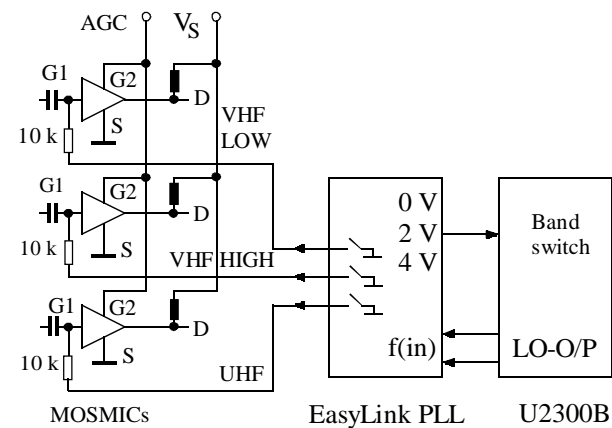 AGC
VS
G1
G2
D
S
10 k
VHF
LOW
G1
G2
D
S
10 k
VHF HIGH
G1
G2
D
S
10 k
UHF
0 V
2 V
4 V
f(in)
Band
switch
LO-O/P
MOSMICs
EasyLink PLL
U2300B